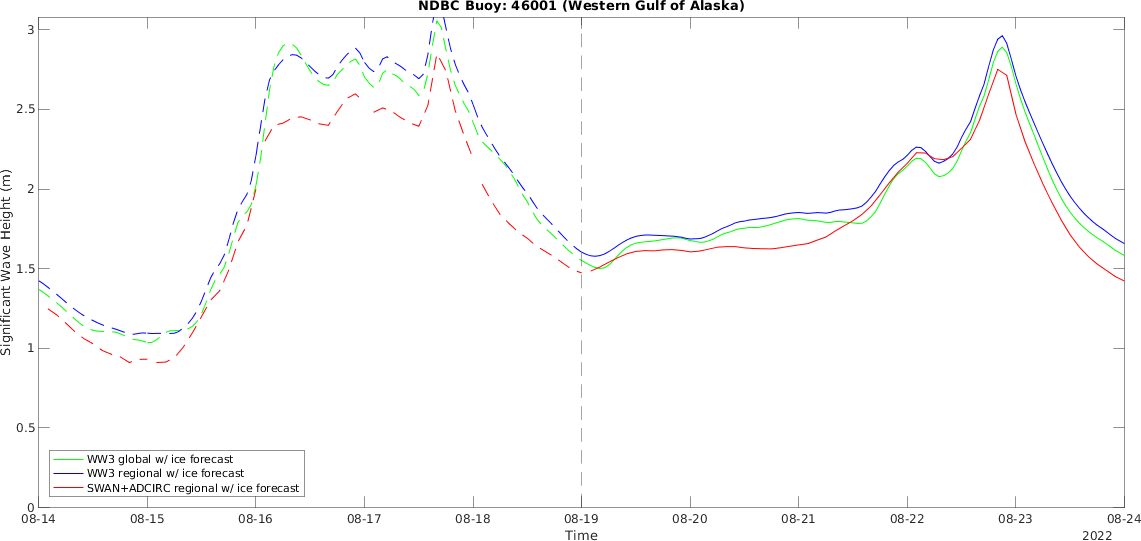 NDBC Buoy: 46001 (Western Gulf of Alaska)
3
2.5
2
1.5
1
0.5
0
Significant Wave Height (m)
WW3 global w/ ice forecast
WW3 regional w/ ice forecast
SWAN+ADCIRC regional w/ ice forecast
08-14 08-15 08-16 08-17 08-18 08-19 08-20 08-21 08-22 08-23 08-24
Time
2022